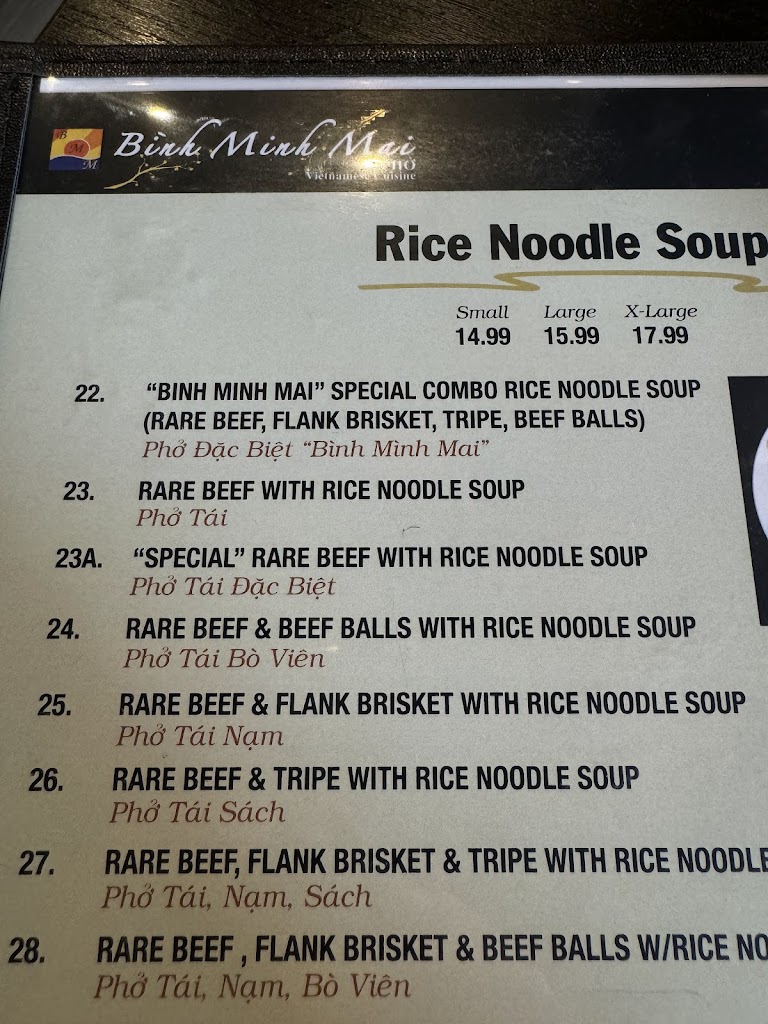 B
M
M
Bình Minh Mai
PHỞ
Vietnamese Cuisine
Rice Noodle Soup
Small Large X-Large
14.99 15.99 17.99
22. “BINH MINH MAI” SPECIAL COMBO RICE NOODLE SOUP
(RARE BEEF, FLANK BRISKET, TRIPE, BEEF BALLS)
Phở Đặc Biệt “Bình Mình Mai”
23. RARE BEEF WITH RICE NOODLE SOUP
Phở Tái
23A. “SPECIAL” RARE BEEF WITH RICE NOODLE SOUP
Phở Tái Đặc Biệt
24. RARE BEEF & BEEF BALLS WITH RICE NOODLE SOUP
Phở Tái Bò Viên
25. RARE BEEF & FLANK BRISKET WITH RICE NOODLE SOUP
Phở Tái Nạm
26. RARE BEEF & TRIPE WITH RICE NOODLE SOUP
Phở Tái Sách
27. RARE BEEF, FLANK BRISKET & TRIPE WITH RICE NOODLE
Phở Tái, Nạm, Sách
28. RARE BEEF , FLANK BRISKET & BEEF BALLS W/RICE NO
Phở Tái, Nạm, Bò Viên